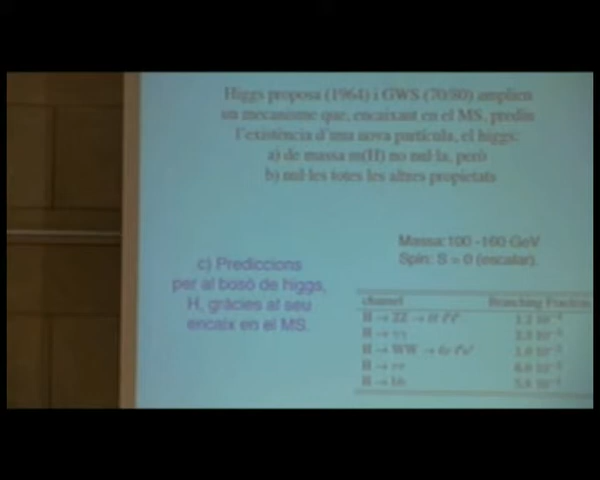 Higgs proposa (1964) i GWS (70/80) amplien
un mecanisme que, encaixant en el MS, prediu
l'existència d'una nova partícula, el higgs:
a) de massa m(H) no nul·la, però
b) nul·les totes les altres propietats
Massa: 100 -160 GeV
Spin: S = 0 (escalar).
c) Prediccions
per al bosó de higgs,
H, gràcies al seu
encaix en el MS.
channel Branching Fraction
H → ZZ →
H →
H → WW →
H →
H →